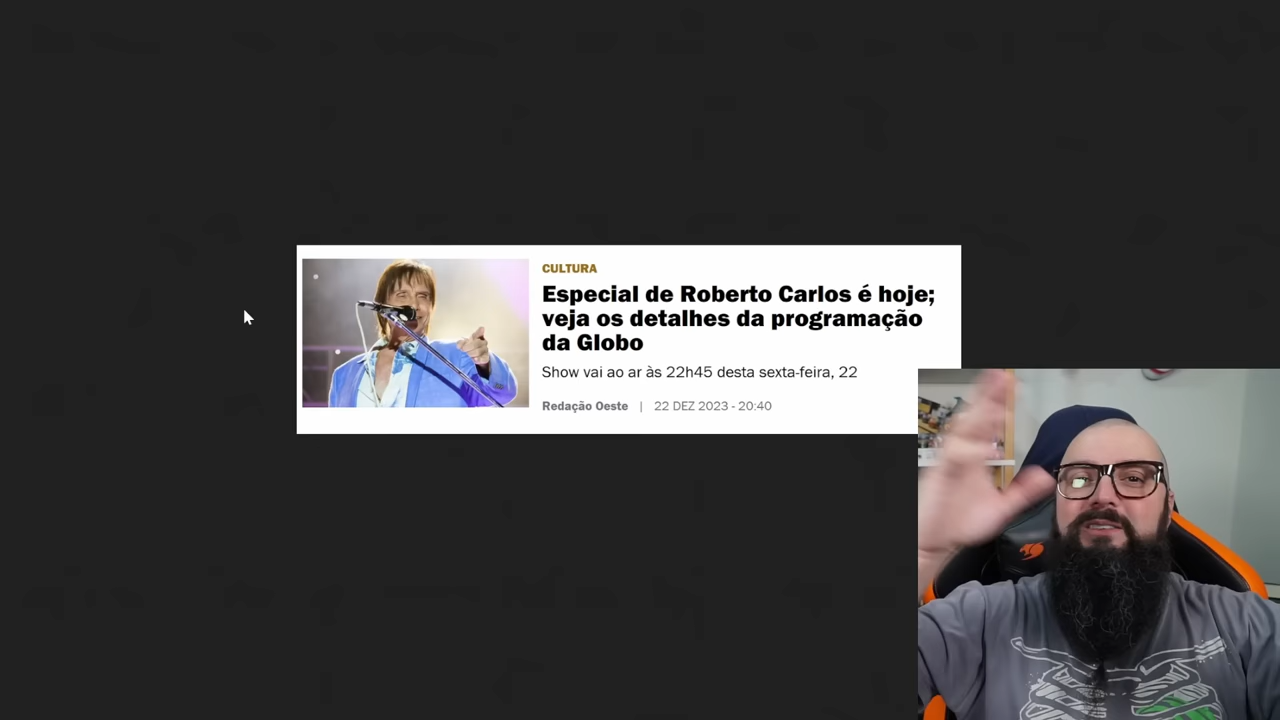 CULTURA
Especial de Roberto Carlos é hoje;
veja os detalhes da programação
da Globo
Show vai ao ar às 22h45 desta sexta-feira, 22
Redação Oeste | 22 DEZ 2023 - 20:40